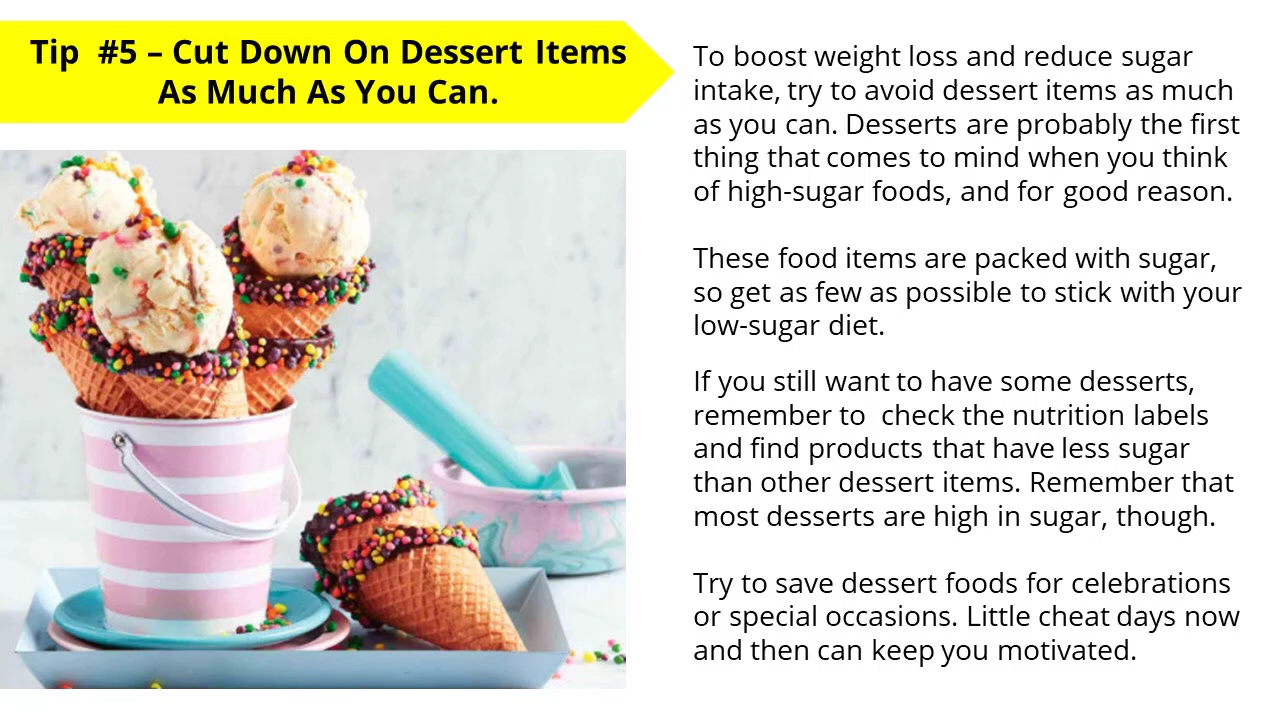 Tip  #5 – Cut Down On Dessert Items
As Much As You Can.
To boost weight loss and reduce sugar
intake, try to avoid dessert items as much
as you can. Desserts are probably the first
thing that comes to mind when you think
of high-sugar foods, and for good reason.
These food items are packed with sugar,
so get as few as possible to stick with your
low-sugar diet.
If you still want to have some desserts,
remember to  check the nutrition labels
and find products that have less sugar
than other dessert items. Remember that
most desserts are high in sugar, though.
Try to save dessert foods for celebrations
or special occasions. Little cheat days now
and then can keep you motivated.